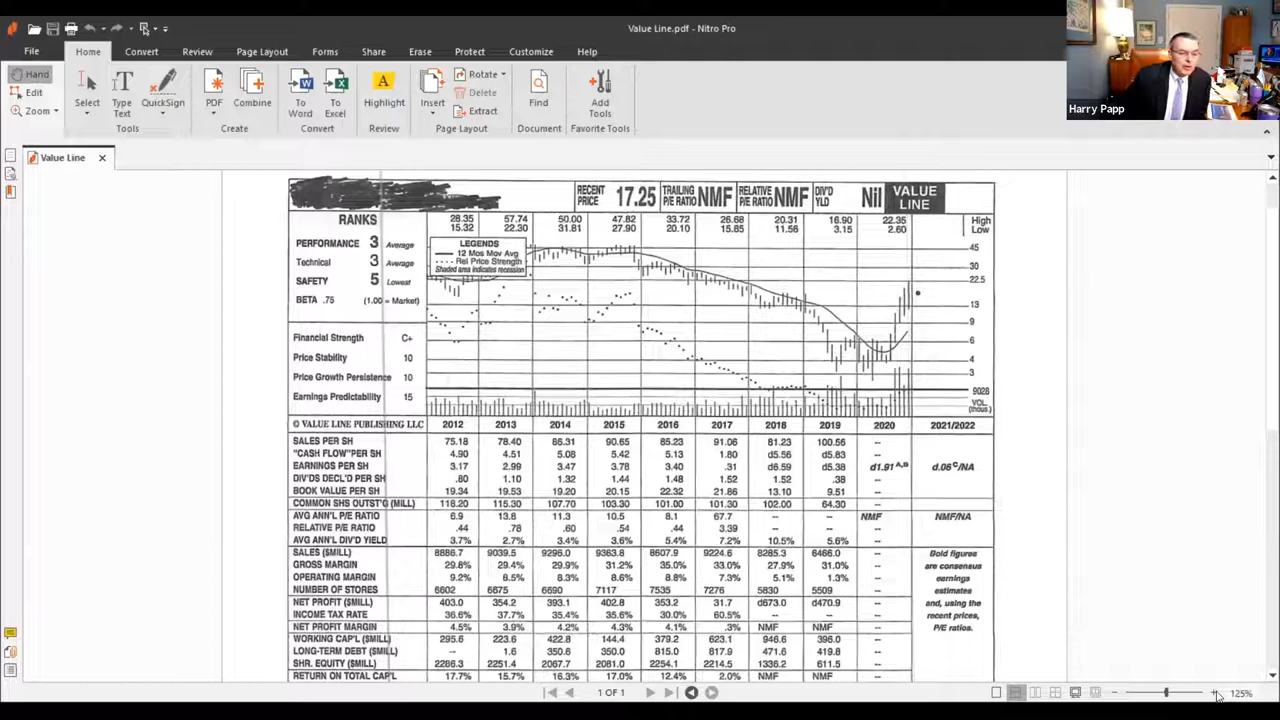 Value Line.pdf - Nitro Pro
File Home Convert Review Page Layout Forms Share Erase Protect Customize Help
Hand
Edit
Zoom
Select
Type Text
QuickSign
Tools
PDF
Combine
Create
To Word
To Excel
Convert
Highlight
Review
Insert
Rotate
Delete
Extract
Page Layout
Find
Document
Add Tools
Favorite Tools
Harry Papp
Value Line
RECENT PRICE 17.25 TRAILING P/E RATIO NMF RELATIVE P/E RATIO NMF DIV'D YLD Nil VALUE LINE
RANKS
PERFORMANCE 3 Average
Technical 3 Average
SAFETY 5 Lowest
BETA .75 (1.00 = Market)
Financial Strength C+
Price Stability 10
Price Growth Persistence 10
Earnings Predictability 15
28.35 57.74 50.00 47.82 33.72 26.68 20.31 16.90 22.35 High
15.32 22.30 31.81 27.90 20.10 15.85 11.56 3.15 2.60 Low
LEGENDS
12 Mos Mov Avg
Rel Price Strength
Shaded area indicates recession
45
30
22.5
13
9
6
4
3
9028
VOL.
(thous.)
© VALUE LINE PUBLISHING LLC 2012 2013 2014 2015 2016 2017 2018 2019 2020 2021/2022
SALES PER SH 75.18 78.40 86.31 90.65 85.23 91.06 81.23 100.56 --
"CASH FLOW" PER SH 4.90 4.51 5.08 5.42 5.13 1.80 d5.56 d5.83 --
EARNINGS PER SH 3.17 2.99 3.47 3.78 3.40 .31 d6.59 d5.38 d1.91 A,B d.06 C/NA
DIV'DS DECL'D PER SH .80 1.10 1.32 1.44 1.48 1.52 1.52 .38 --
BOOK VALUE PER SH 19.34 19.53 19.20 20.15 22.32 21.86 13.10 9.51 --
COMMON SHS OUTST'G (MILL) 118.20 115.30 107.70 103.30 101.00 101.30 102.00 64.30 --
AVG ANN'L P/E RATIO 6.9 13.8 11.3 10.5 8.1 67.7 -- -- NMF NMF/NA
RELATIVE P/E RATIO .44 .78 .60 .54 .44 3.39 -- -- --
AVG ANN'L DIV'D YIELD 3.7% 2.7% 3.4% 3.6% 5.4% 7.2% 10.5% 5.6% --
SALES ($MILL) 8886.7 9039.5 9296.0 9363.8 8607.9 9224.6 8285.3 6466.0 --
GROSS MARGIN 29.8% 29.4% 29.9% 31.2% 35.0% 33.0% 27.9% 31.0% --
OPERATING MARGIN 9.2% 8.5% 8.3% 8.6% 8.8% 7.3% 5.1% 1.3% --
NUMBER OF STORES 6602 6675 6690 7117 7535 7276 5830 5509 --
NET PROFIT ($MILL) 403.0 354.2 393.1 402.8 353.2 31.7 d673.0 d470.9 --
INCOME TAX RATE 36.6% 37.7% 35.4% 35.6% 30.0% 60.5% -- -- --
NET PROFIT MARGIN 4.5% 3.9% 4.2% 4.3% 4.1% .3% NMF NMF --
WORKING CAP'L ($MILL) 295.6 223.6 422.8 144.4 379.2 623.1 946.6 396.0 --
LONG-TERM DEBT ($MILL) -- 1.6 350.6 350.0 815.0 817.9 471.6 419.8 --
SHR. EQUITY ($MILL) 2286.3 2251.4 2067.7 2081.0 2254.1 2214.5 1336.2 611.5 --
RETURN ON TOTAL CAP'L 17.7% 15.7% 16.3% 17.0% 12.4% 2.0% NMF NMF --
Bold figures
are consensus
earnings
estimates
and, using the
recent prices,
P/E ratios.
1 OF 1
125%